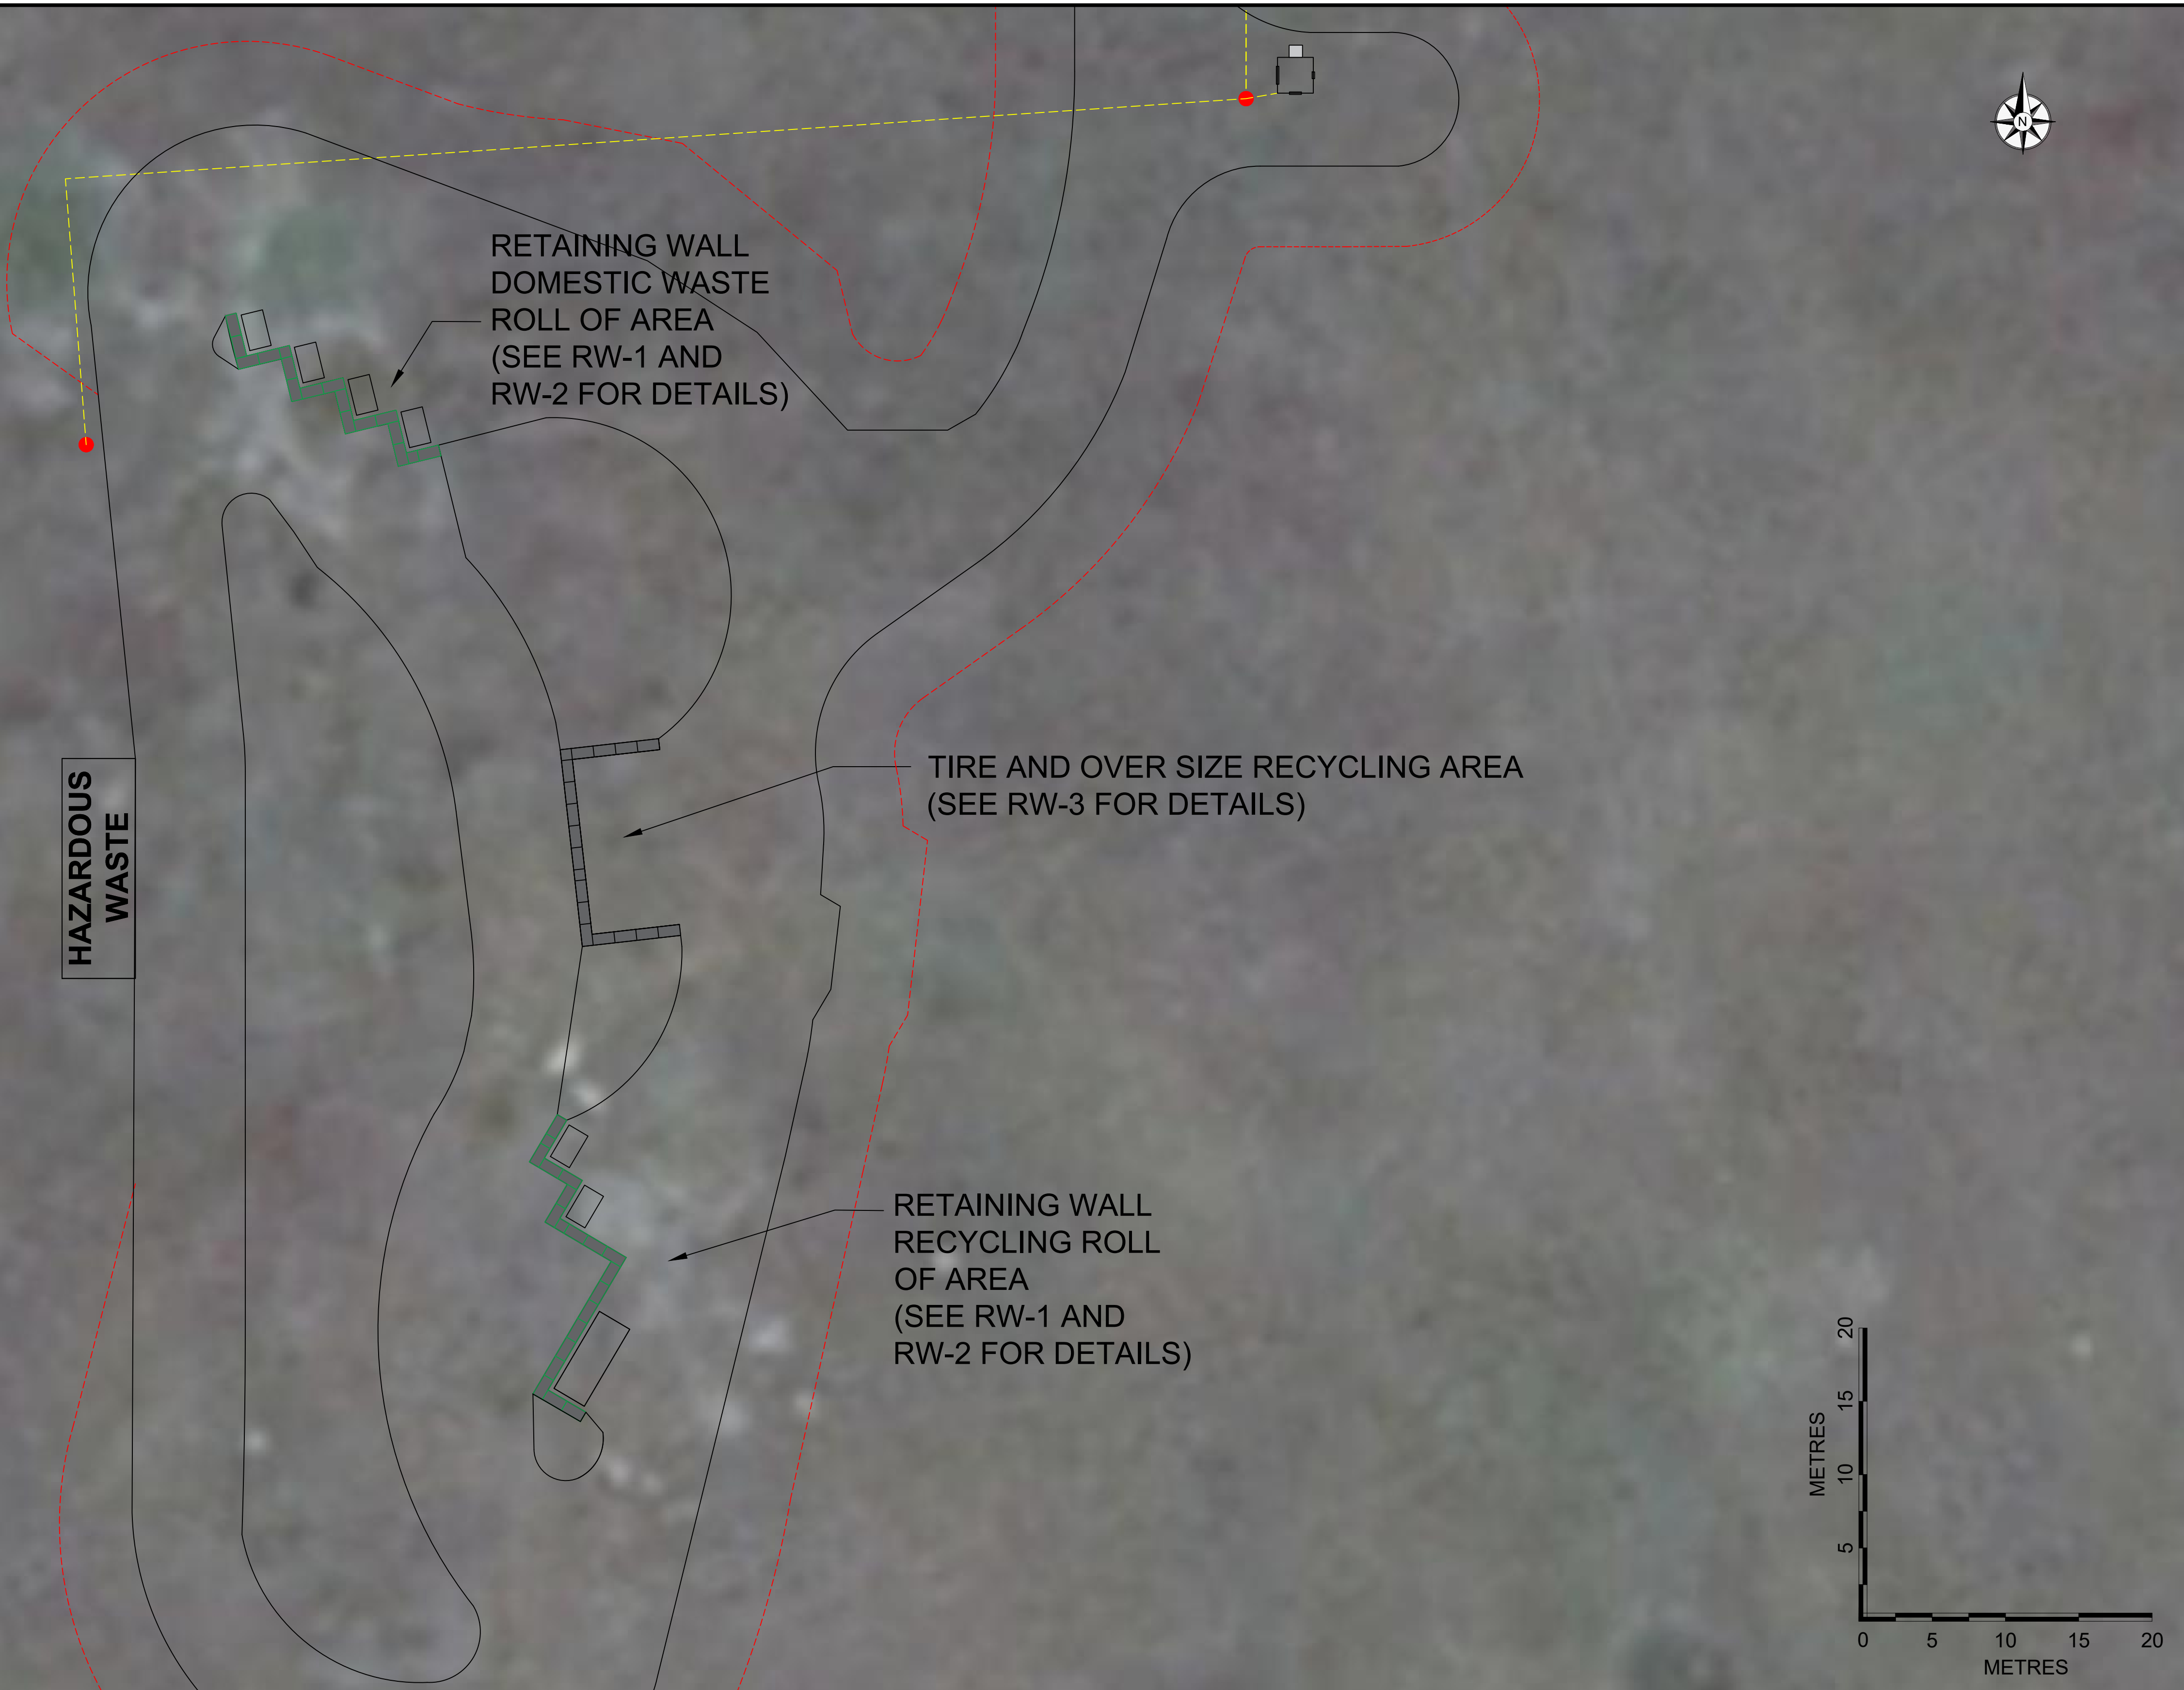 N
RETAINING WALL
DOMESTIC WASTE
ROLL OF AREA
(SEE RW-1 AND
RW-2 FOR DETAILS)
TIRE AND OVER SIZE RECYCLING AREA
(SEE RW-3 FOR DETAILS)
HAZARDOUS
WASTE
RETAINING WALL
RECYCLING ROLL
OF AREA
(SEE RW-1 AND
RW-2 FOR DETAILS)
20
15
10
5
METRES
0 5 10 15 20
METRES